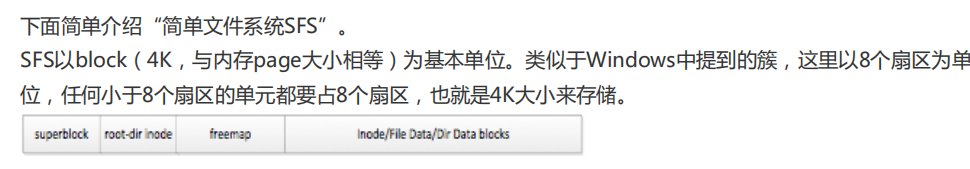 下面简单介绍“简单文件系统SFS”。
SFS以block（4K，与内存page大小相等）为基本单位。类似于Windows中提到的簇，这里以8个扇区为单
位，任何小于8个扇区的单元都要占8个扇区，也就是4K大小来存储。
superblock root-dir inode freemap Inode/File Data/Dir Data blocks